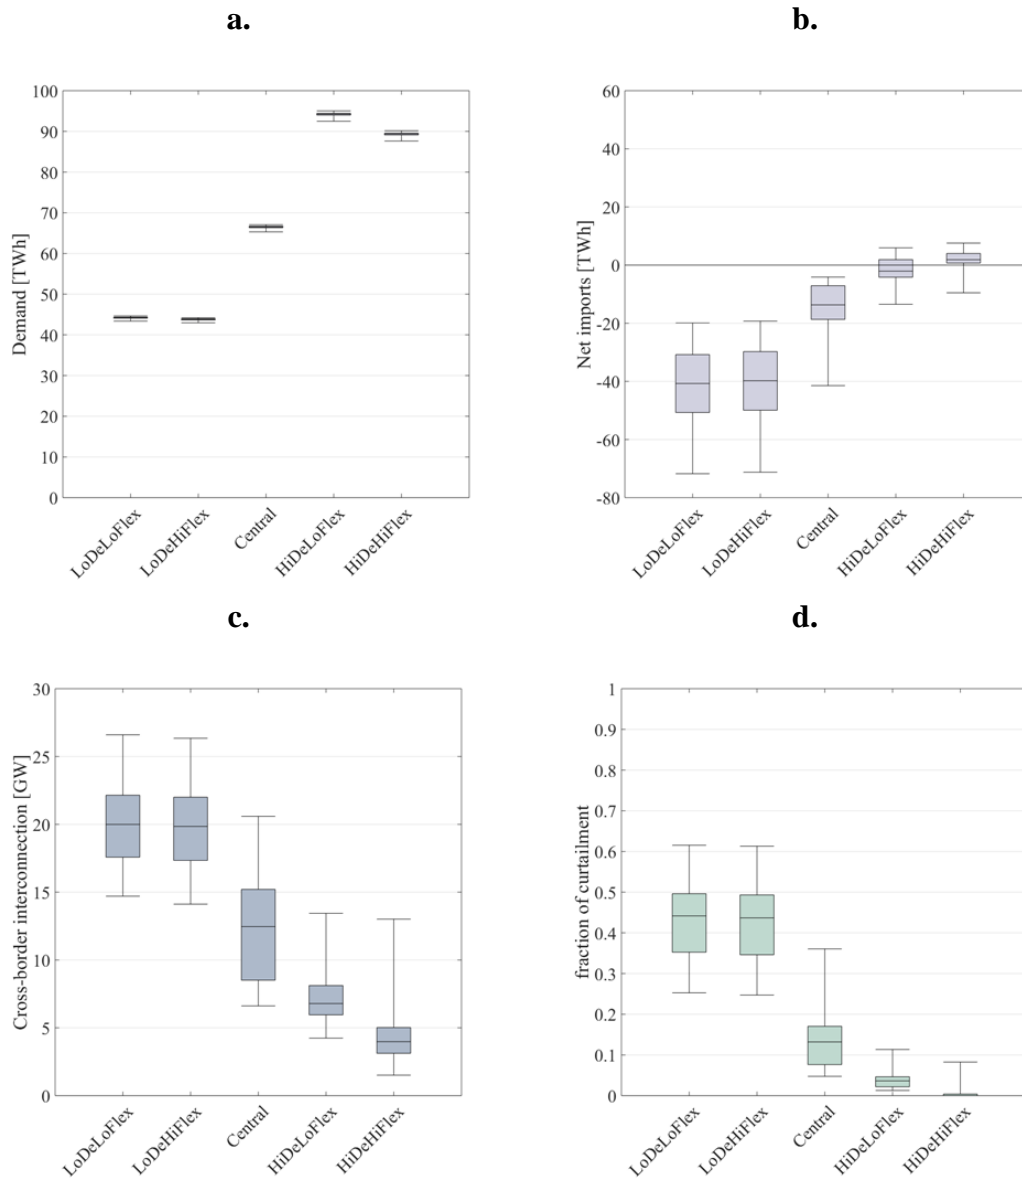 a.
100
90
80
70
60
50
40
30
20
10
0
Demand [TWh]
LoDeLoFlex
LoDeHiFlex
Central
HiDeLoFlex
HiDeHiFlex
b.
60
40
20
0
-20
-40
-60
-80
Net imports [TWh]
LoDeLoFlex
LoDeHiFlex
Central
HiDeLoFlex
HiDeHiFlex
c.
30
25
20
15
10
5
0
Cross-border interconnection [GW]
LoDeLoFlex
LoDeHiFlex
Central
HiDeLoFlex
HiDeHiFlex
d.
1
0.9
0.8
0.7
0.6
0.5
0.4
0.3
0.2
0.1
0
fraction of curtailment
LoDeLoFlex
LoDeHiFlex
Central
HiDeLoFlex
HiDeHiFlex